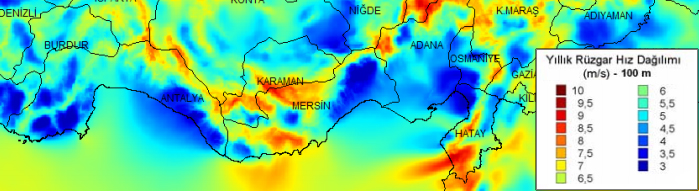 DENİZLİ
KONYA
NİĞDE
K.MARAŞ
ADIYAMAN
BURDUR
ADANA
OSMANİYE
GAZİ
KARAMAN
ANTALYA
MERSİN
KİL
HATAY
Yıllık Rüzgar Hız Dağılımı
(m/s) - 100 m
10 6
9,5 5,5
9 5
8,5 4,5
8 4
7,5 3,5
7 3
6,5